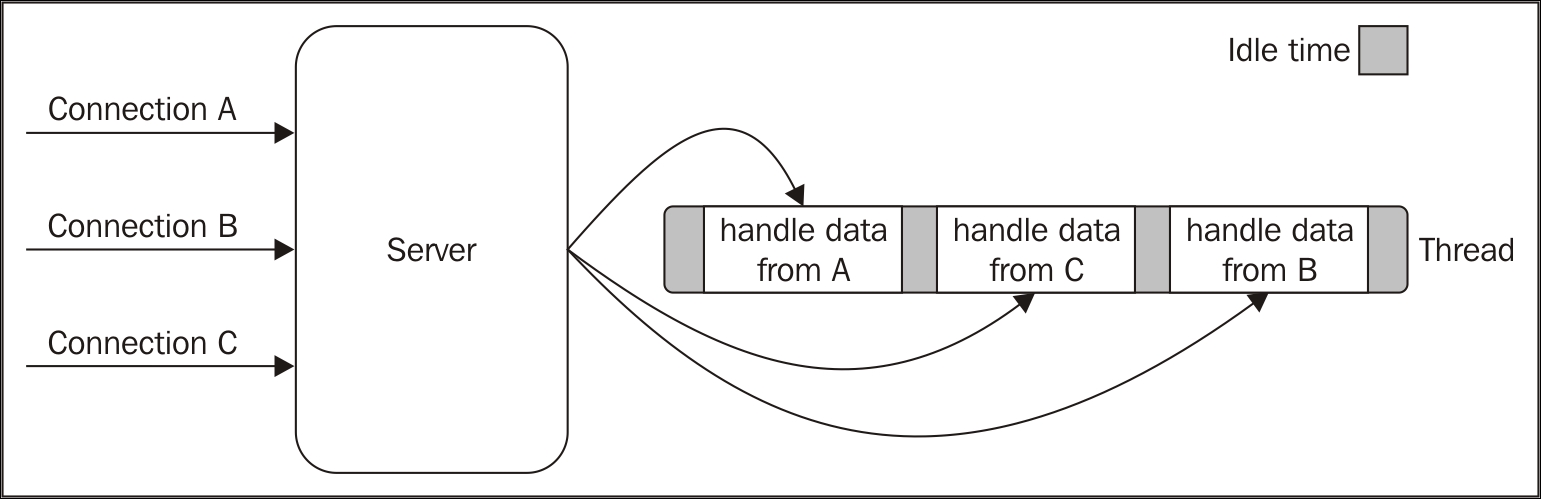 Idle time
Connection A
Connection B
Connection C
Server
handle data
from A
handle data
from C
handle data
from B
Thread